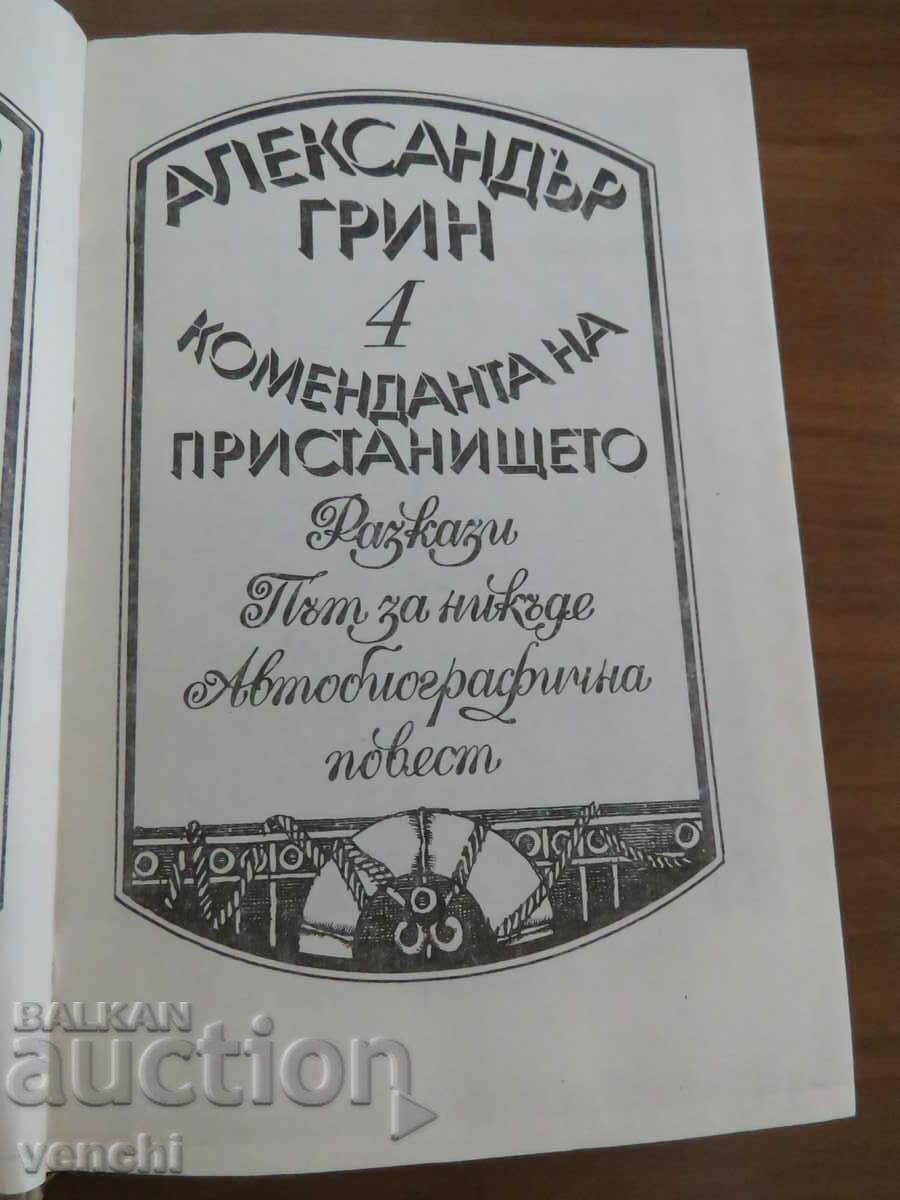 АЛЕКСАНДЪР
ГРИН
4
КОМЕНДАНТА НА
ПРИСТАНИЩЕТО
Разкази
Път за никъде
Автобиографична
повест
BALKAN
auction
venchi